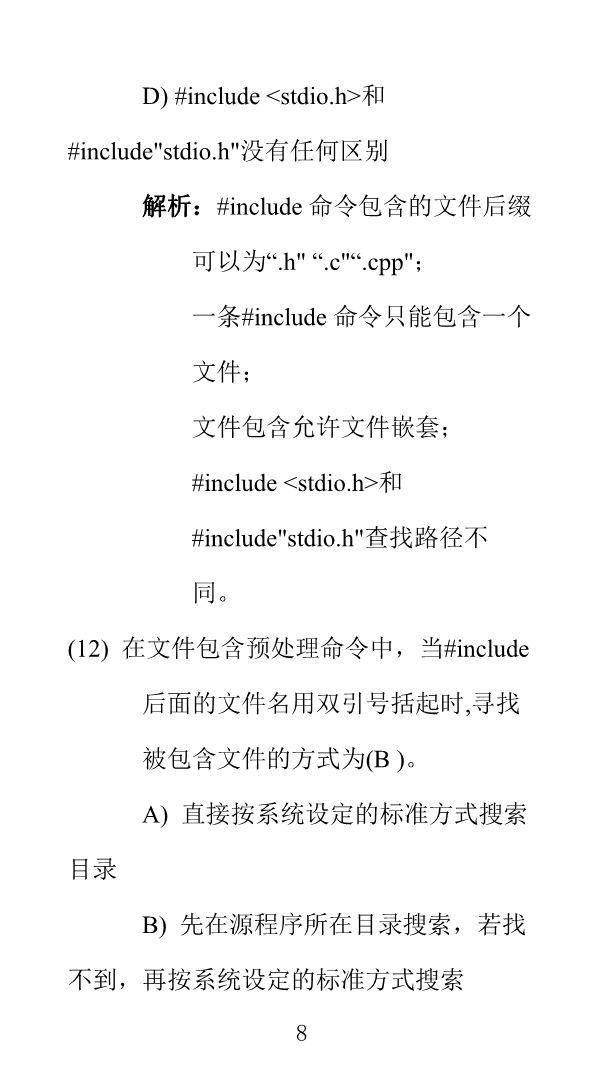 D) #include <stdio.h>和
#include"stdio.h"没有任何区别
解析：#include 命令包含的文件后缀
可以为“.h" “.c"“.cpp"；
一条#include 命令只能包含一个
文件；
文件包含允许文件嵌套；
#include <stdio.h>和
#include"stdio.h"查找路径不
同。
(12) 在文件包含预处理命令中，当#include
后面的文件名用双引号括起时,寻找
被包含文件的方式为(B )。
A) 直接按系统设定的标准方式搜索
目录
B) 先在源程序所在目录搜索，若找
不到，再按系统设定的标准方式搜索
8